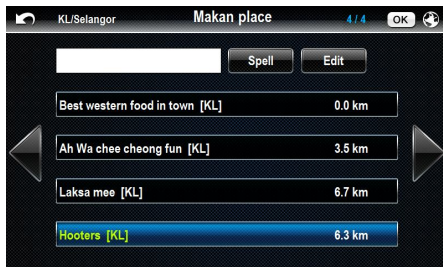 KL/Selangor Makan place 4/4 OK
Spell Edit
Best western food in town [KL] 0.0 km
Ah Wa chee cheong fun [KL] 3.5 km
Laksa mee [KL] 6.7 km
Hooters [KL] 6.3 km